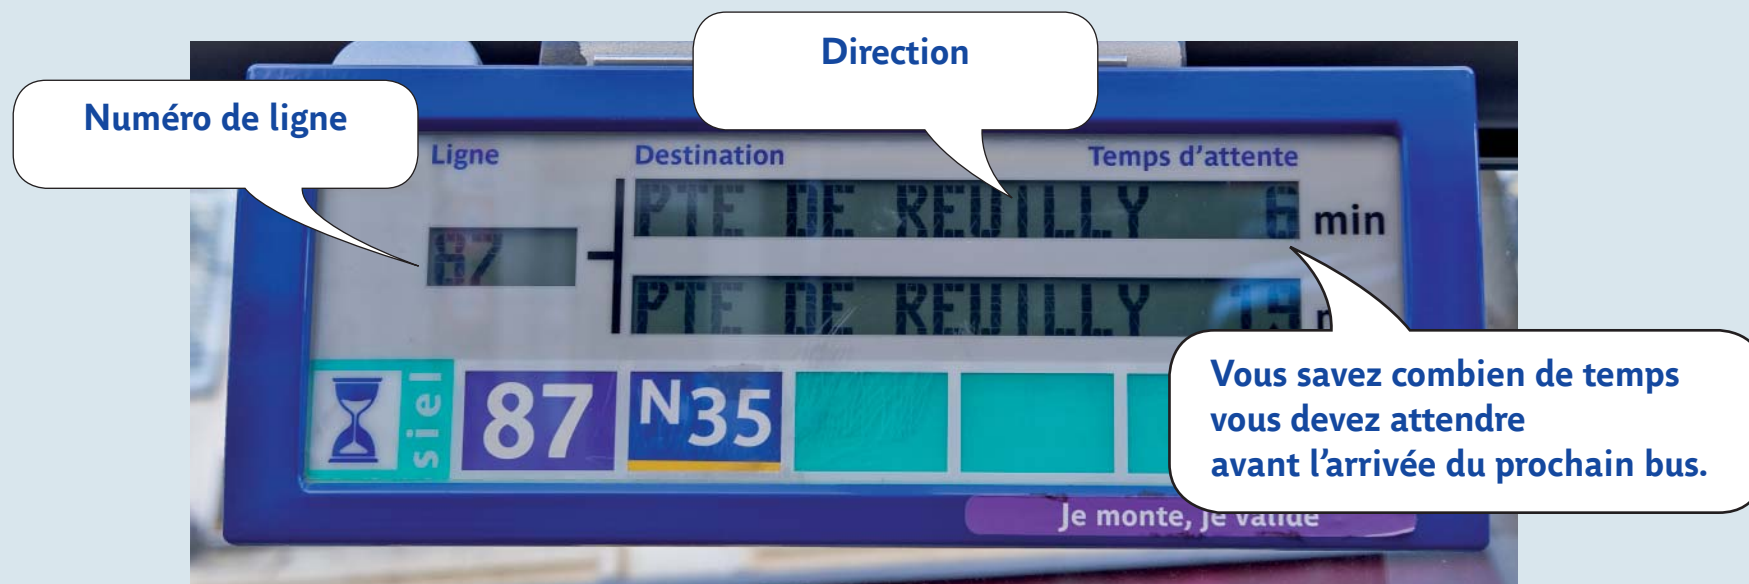 Direction
Numéro de ligne
Ligne Destination Temps d'attente
PTE DE REUILLY 6 min
87
PTE DE REUILLY 19
Vous savez combien de temps
vous devez attendre
avant l'arrivée du prochain bus.
siel 87 N35
Je monte, je valide